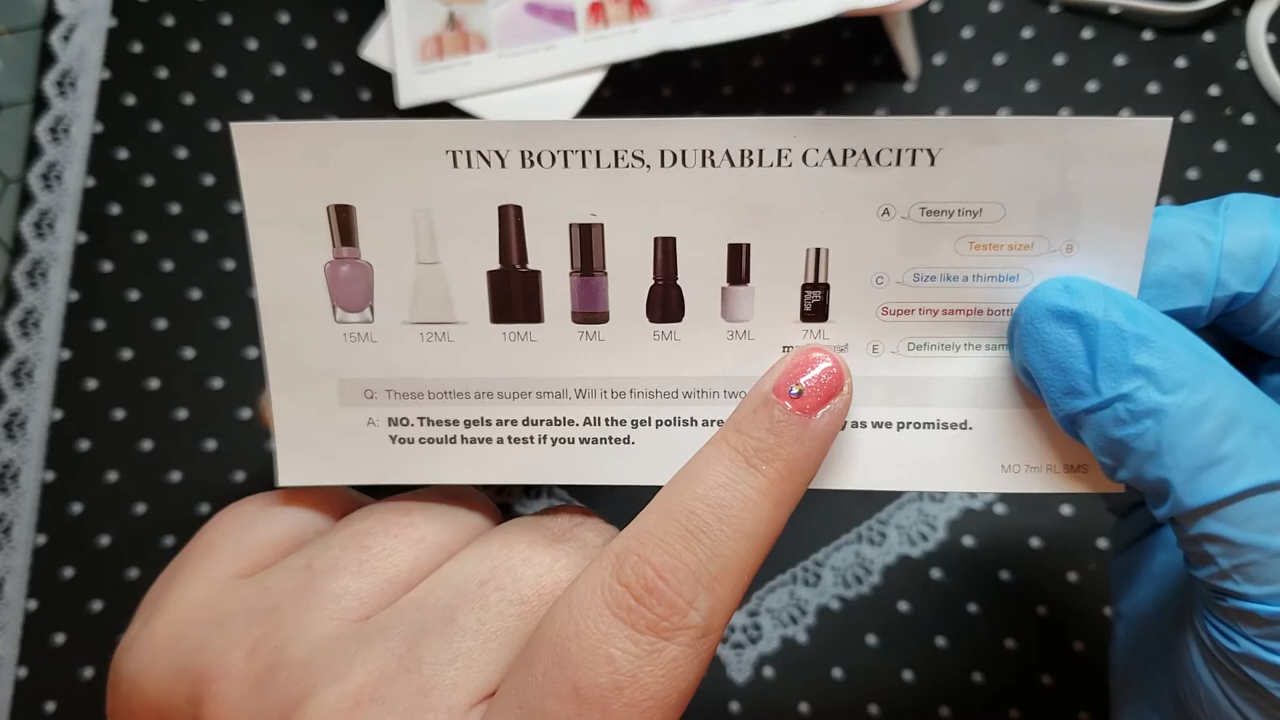 TINY BOTTLES, DURABLE CAPACITY
A Teeny tiny!
Tester size! B
C Size like a thimble!
Super tiny sample
E Definitely the
GEL POLISH
15ML 12ML 10ML 7ML 5ML 3ML 7ML
Q: These bottles are super small, Will it be finished within two
A: NO. These gels are durable. All the gel polish are as we promised.
You could have a test if you wanted.
MO 7ml RL SMS